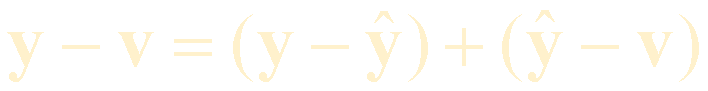 y − v = (y − ŷ) + (ŷ − v)